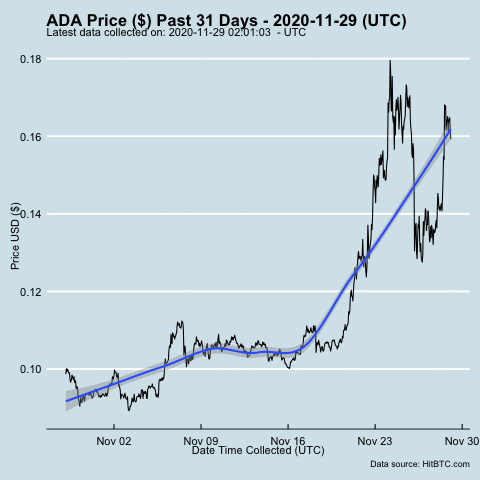 ADA Price ($) Past 31 Days - 2020-11-29 (UTC)
Latest data collected on: 2020-11-29 02:01:03  - UTC
0.18
0.16
0.14
0.12
0.10
Price USD ($)
Nov 02 Nov 09 Nov 16 Nov 23 Nov 30
Date Time Collected (UTC)
Data source: HitBTC.com